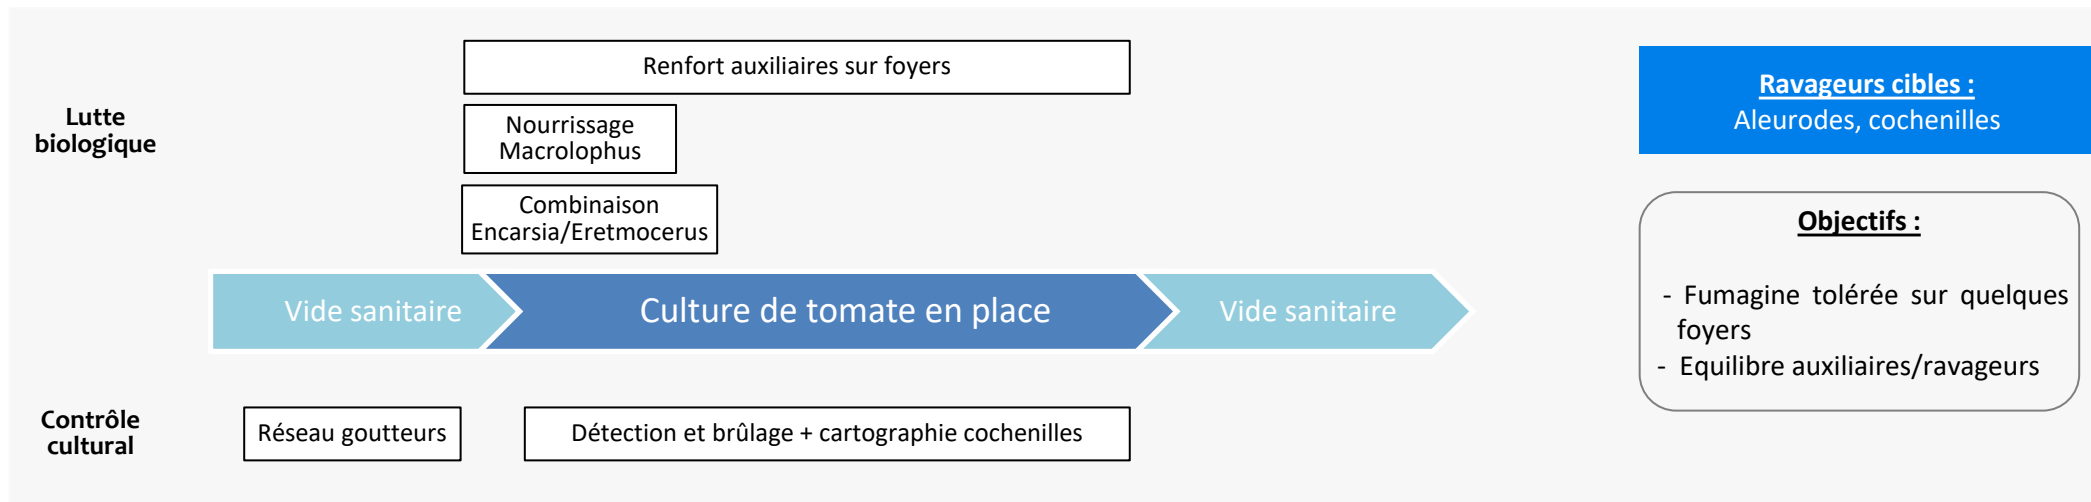 Renfort auxiliaires sur foyers
Lutte
biologique
Nourrissage
Macrolophus
Combinaison
Encarsia/Eretmocerus
Vide sanitaire
Culture de tomate en place
Vide sanitaire
Contrôle
cultural
Réseau goutteurs
Détection et brûlage + cartographie cochenilles
Ravageurs cibles :
Aleurodes, cochenilles
Objectifs :
- Fumagine tolérée sur quelques
foyers
- Equilibre auxiliaires/ravageurs